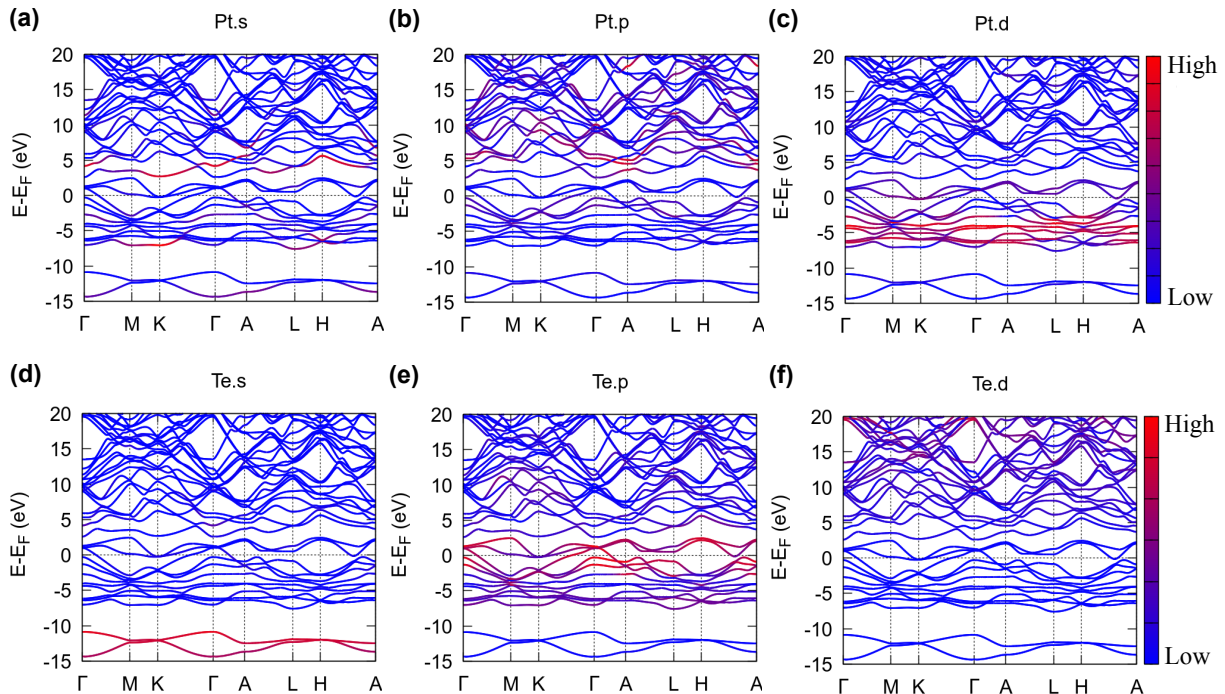 (a) Pt.s
(b) Pt.p
(c) Pt.d
E-E_F (eV)
20
15
10
5
0
-5
-10
-15
Γ M K Γ A L H A
E-E_F (eV)
20
15
10
5
0
-5
-10
-15
Γ M K Γ A L H A
E-E_F (eV)
20
15
10
5
0
-5
-10
-15
Γ M K Γ A L H A
High
Low
(d) Te.s
(e) Te.p
(f) Te.d
E-E_F (eV)
20
15
10
5
0
-5
-10
-15
Γ M K Γ A L H A
E-E_F (eV)
20
15
10
5
0
-5
-10
-15
Γ M K Γ A L H A
E-E_F (eV)
20
15
10
5
0
-5
-10
-15
Γ M K Γ A L H A
High
Low